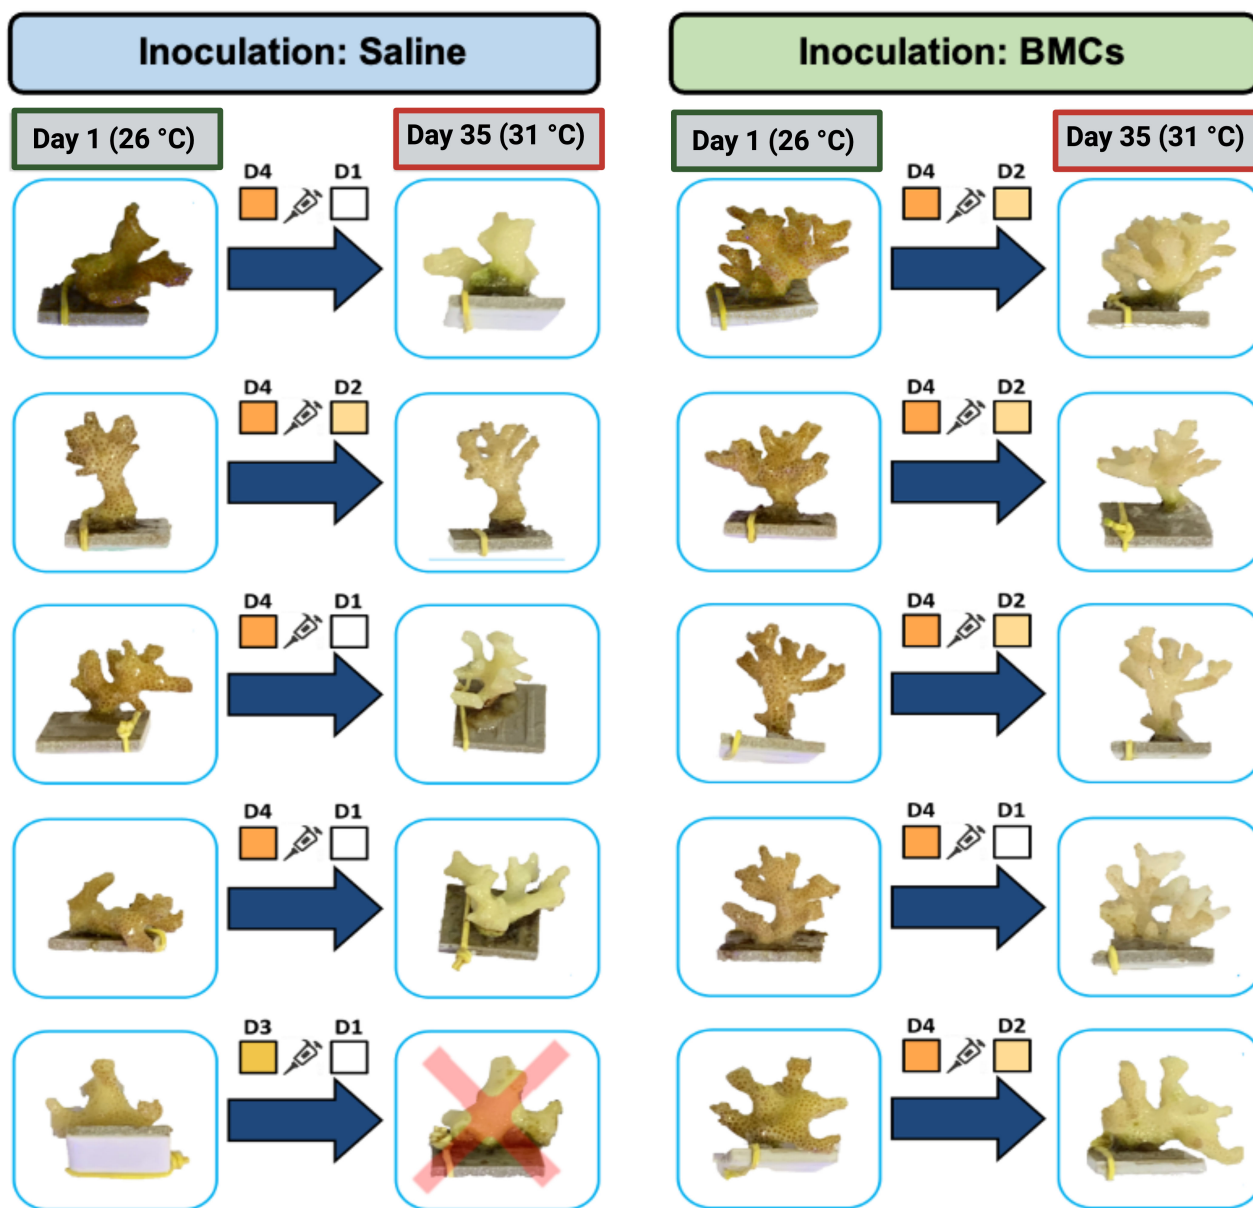 Inoculation: Saline
Inoculation: BMCs
Day 1 (26 °C)
Day 35 (31 °C)
Day 1 (26 °C)
Day 35 (31 °C)
D4 D1
D4 D2
D4 D2
D4 D2
D4 D1
D4 D2
D4 D1
D4 D1
D3 D1
D4 D2